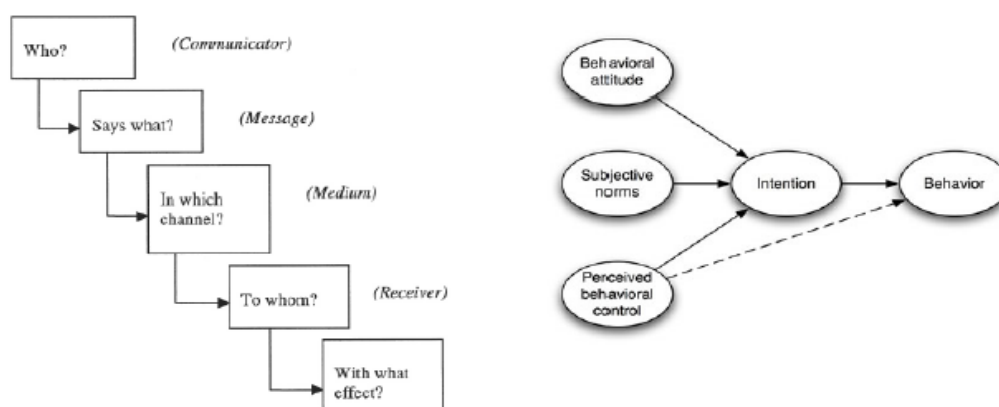 Who?
(Communicator)
Says what?
(Message)
In which
channel?
(Medium)
To whom?
(Receiver)
With what
effect?
Behavioral
attitude
Subjective
norms
Intention
Behavior
Perceived
behavioral
control